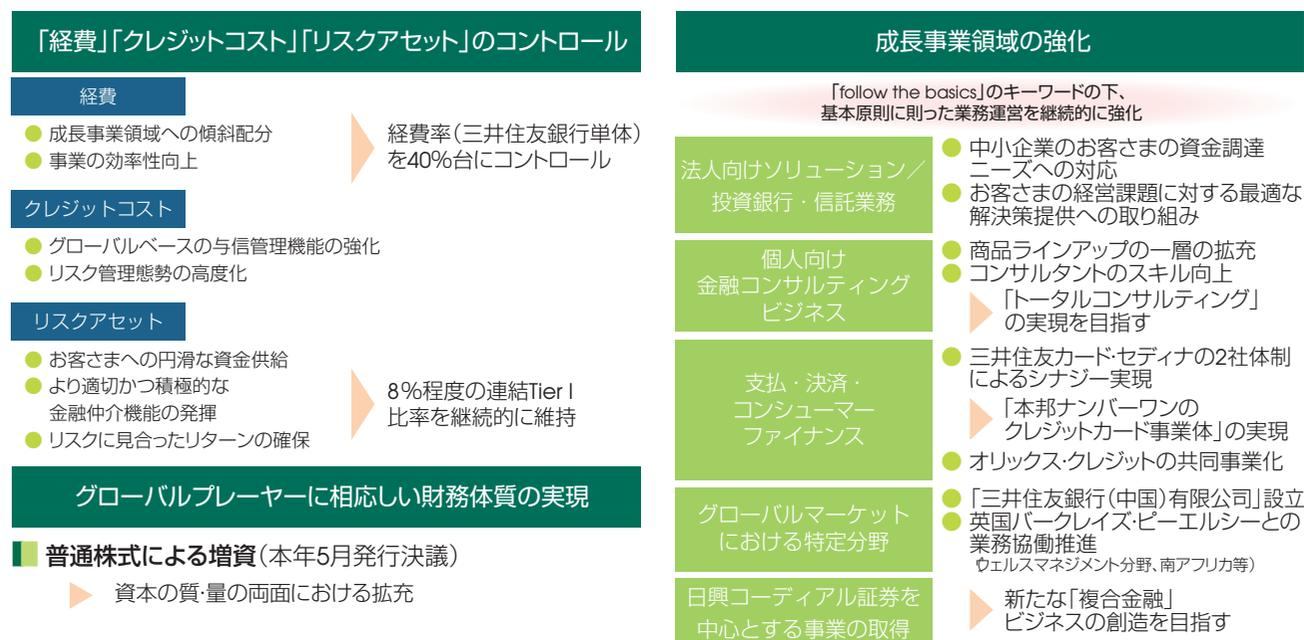 「経費」「クレジットコスト」「リスクアセット」のコントロール
経費
● 成長事業領域への傾斜配分
● 事業の効率性向上
経費率（三井住友銀行単体）
を40%台にコントロール
クレジットコスト
● グローバルベースの与信管理機能の強化
● リスク管理態勢の高度化
リスクアセット
● お客さまへの円滑な資金供給
● より適切かつ積極的な
金融仲介機能の発揮
● リスクに見合ったリターンの確保
8%程度の連結Tier I
比率を継続的に維持
グローバルプレーヤーに相応しい財務体質の実現
普通株式による増資（本年5月発行決議）
資本の質・量の両面における拡充
成長事業領域の強化
「follow the basics」のキーワードの下、
基本原則に則った業務運営を継続的に強化
法人向けソリューション／
投資銀行・信託業務
● 中小企業のお客さまの資金調達
ニーズへの対応
● お客さまの経営課題に対する最適な
解決策提供への取り組み
個人向け
金融コンサルティング
ビジネス
● 商品ラインアップの一層の拡充
● コンサルタントのスキル向上
「トータルコンサルティング」
の実現を目指す
支払・決済・
コンシューマー
ファイナンス
● 三井住友カード・セディナの2社体制
によるシナジー実現
「本邦ナンバーワンの
クレジットカード事業体」の実現
● オリックス・クレジットの共同事業化
グローバルマーケット
における特定分野
● 「三井住友銀行（中国）有限公司」設立
● 英国バークレイズ・ピーエルシーとの
業務協働推進
（ウェルスマネジメント分野、南アフリカ等）
日興コーディアル証券を
中心とする事業の取得
新たな「複合金融」
ビジネスの創造を目指す